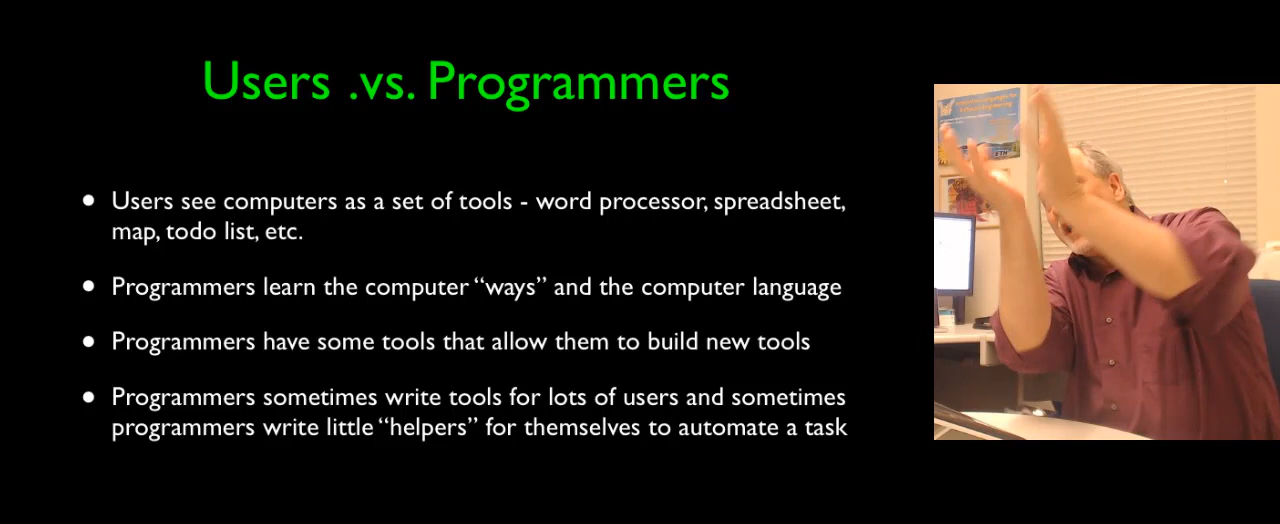 Users .vs. Programmers
• Users see computers as a set of tools - word processor, spreadsheet,
map, todo list, etc.
• Programmers learn the computer “ways” and the computer language
• Programmers have some tools that allow them to build new tools
• Programmers sometimes write tools for lots of users and sometimes
programmers write little “helpers” for themselves to automate a task